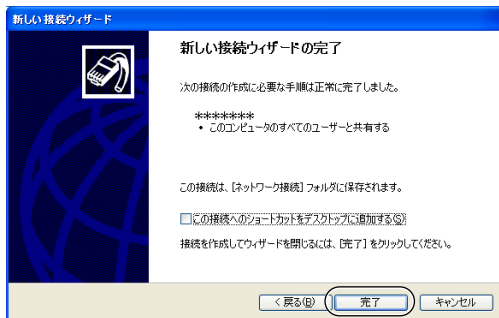 新しい接続ウィザード
新しい接続ウィザードの完了
次の接続の作成に必要な手順は正常に完了しました。
*******
• このコンピュータのすべてのユーザーと共有する
この接続は、[ネットワーク接続] フォルダに保存されます。
この接続へのショートカットをデスクトップに追加する(S)
接続を作成してウィザードを閉じるには、[完了] をクリックしてください。
< 戻る(B) 完了 キャンセル